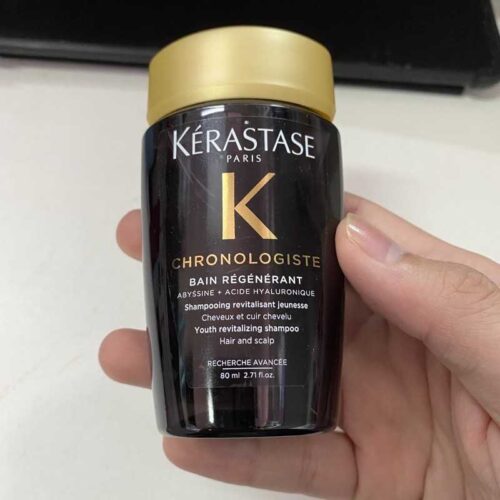 KÉRASTASE
PARIS
K
CHRONOLOGISTE
BAIN RÉGÉNÉRANT
ABYSSINE + ACIDE HYALURONIQUE
Shampooing revitalisant jeunesse
Cheveux et cuir chevelu
Youth revitalizing shampoo
Hair and scalp
RECHERCHE AVANCÉE
80 ml 2.71 fl.oz.